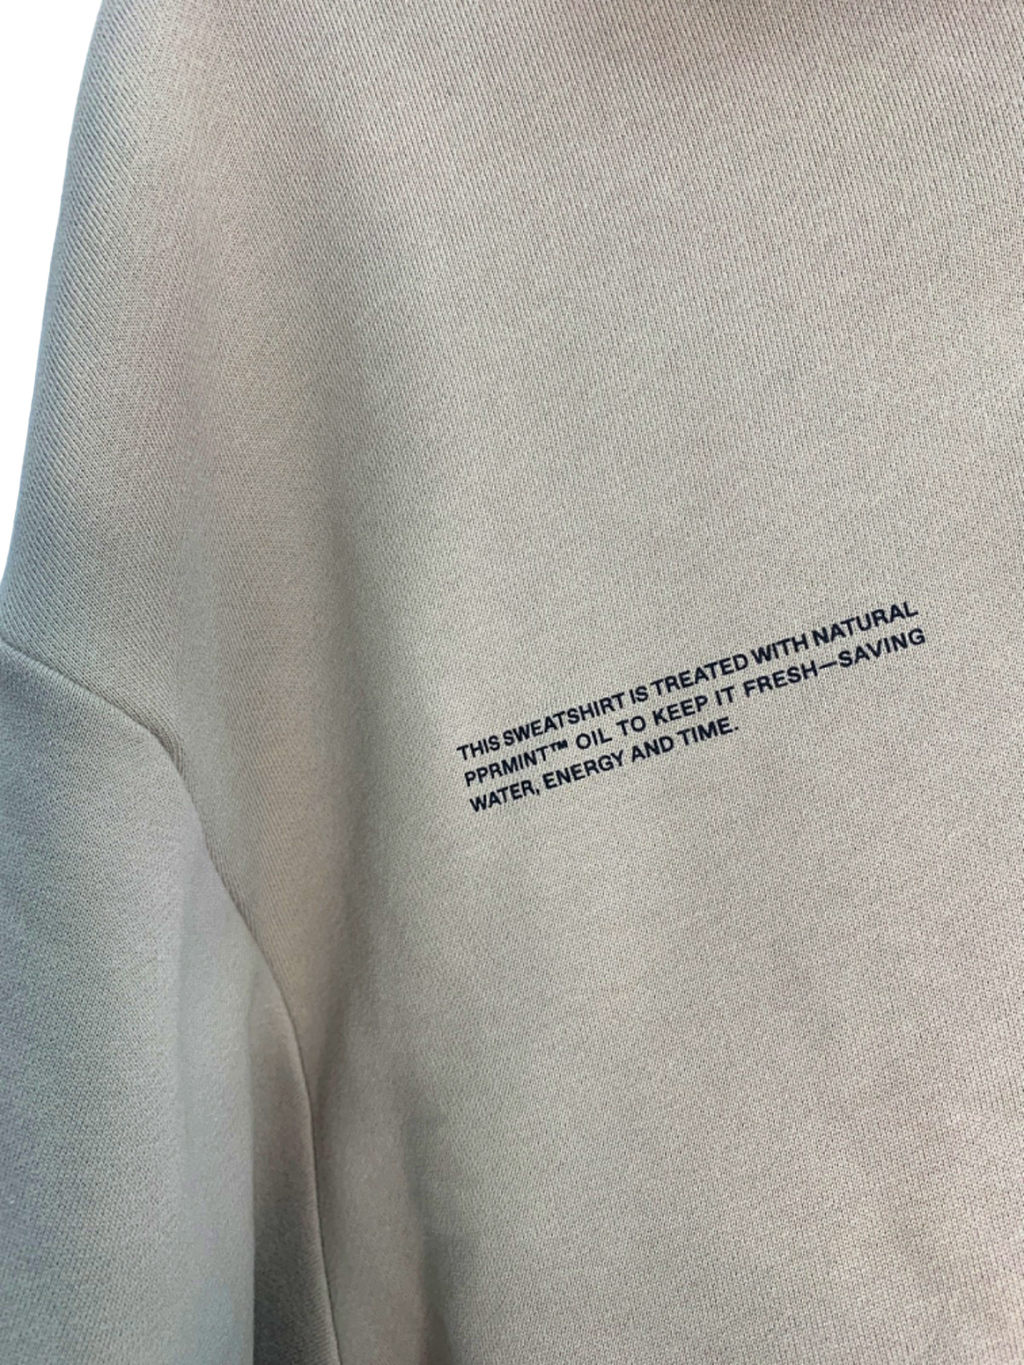 THIS SWEATSHIRT IS TREATED WITH NATURAL
PPRMINT™ OIL TO KEEP IT FRESH—SAVING
WATER, ENERGY AND TIME.